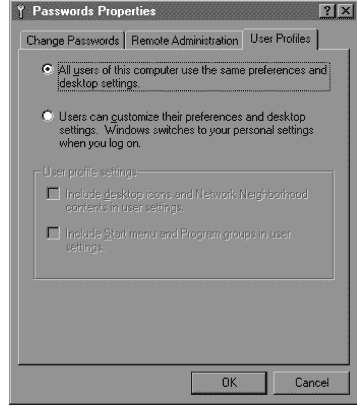 Passwords Properties
Change Passwords
Remote Administration
User Profiles
All users of this computer use the same preferences and
desktop settings.
Users can customize their preferences and desktop
settings. Windows switches to your personal settings
when you log on.
User profile settings
Include desktop icons and Network Neighborhood
contents in user settings.
Include Start menu and Program groups in user
settings.
OK
Cancel